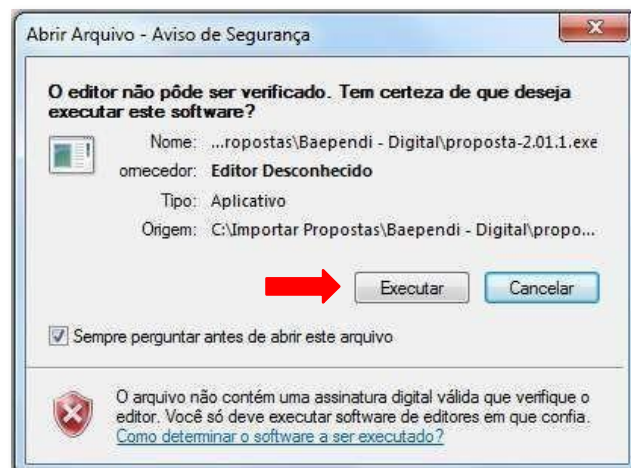 Abrir Arquivo - Aviso de Segurança
O editor não pôde ser verificado. Tem certeza de que deseja
executar este software?
Nome: ...ropostas\Baependi - Digital\proposta-2.01.1.exe
omecedor: Editor Desconhecido
Tipo: Aplicativo
Origem: C:\Importar Propostas\Baependi - Digital\propo...
Executar Cancelar
Sempre perguntar antes de abrir este arquivo
O arquivo não contém uma assinatura digital válida que verifique o
editor. Você só deve executar software de editores em que confia.
Como determinar o software a ser executado?